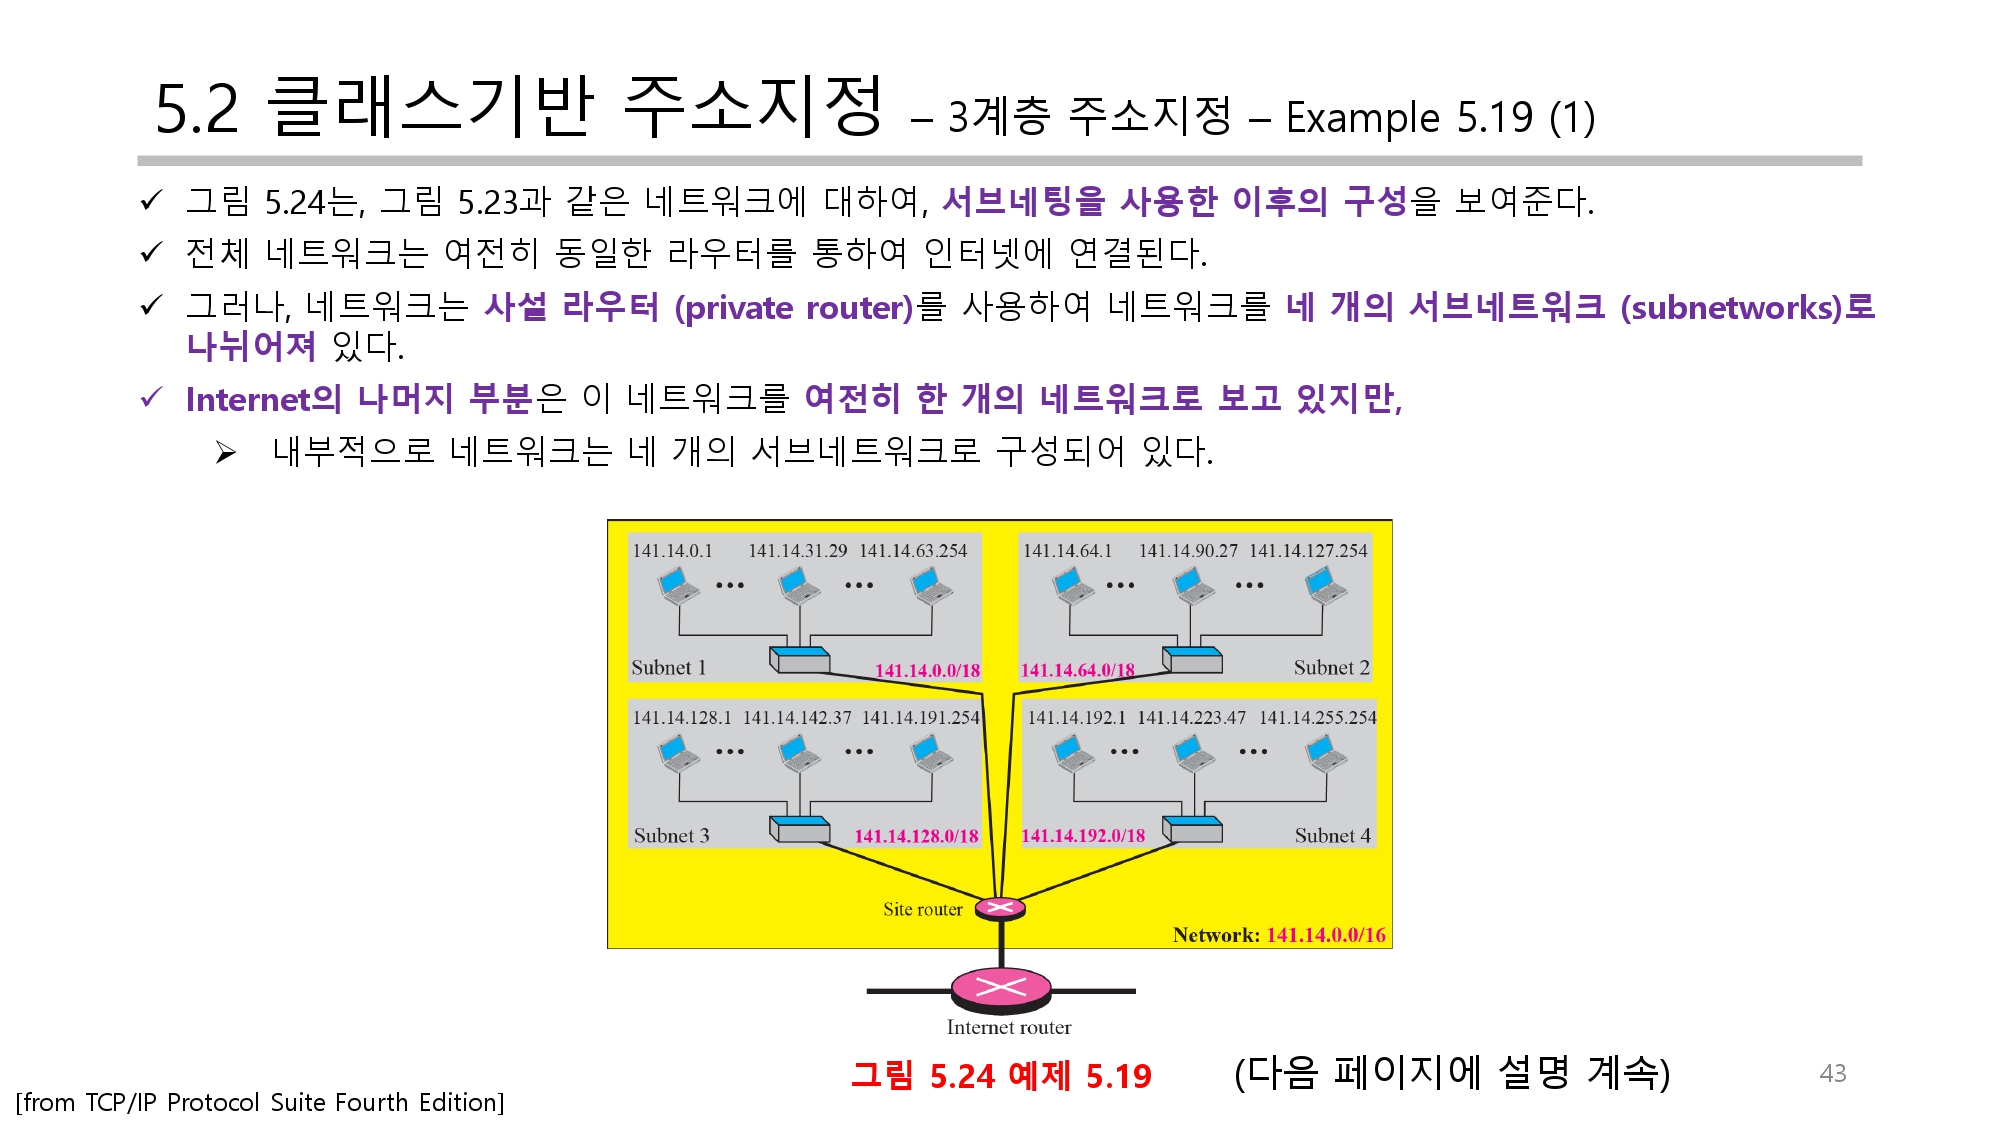 5.2 클래스기반 주소지정 – 3계층 주소지정 – Example 5.19 (1)
✓ 그림 5.24는, 그림 5.23과 같은 네트워크에 대하여, 서브네팅을 사용한 이후의 구성을 보여준다.
✓ 전체 네트워크는 여전히 동일한 라우터를 통하여 인터넷에 연결된다.
✓ 그러나, 네트워크는 사설 라우터 (private router)를 사용하여 네트워크를 네 개의 서브네트워크 (subnetworks)로
나뉘어져 있다.
✓ Internet의 나머지 부분은 이 네트워크를 여전히 한 개의 네트워크로 보고 있지만,
➢ 내부적으로 네트워크는 네 개의 서브네트워크로 구성되어 있다.
141.14.0.1 141.14.31.29 141.14.63.254
Subnet 1 141.14.0.0/18
141.14.64.1 141.14.90.27 141.14.127.254
141.14.64.0/18 Subnet 2
141.14.128.1 141.14.142.37 141.14.191.254
Subnet 3 141.14.128.0/18
141.14.192.1 141.14.223.47 141.14.255.254
141.14.192.0/18 Subnet 4
Site router
Network: 141.14.0.0/16
Internet router
그림 5.24 예제 5.19 (다음 페이지에 설명 계속)
43
[from TCP/IP Protocol Suite Fourth Edition]